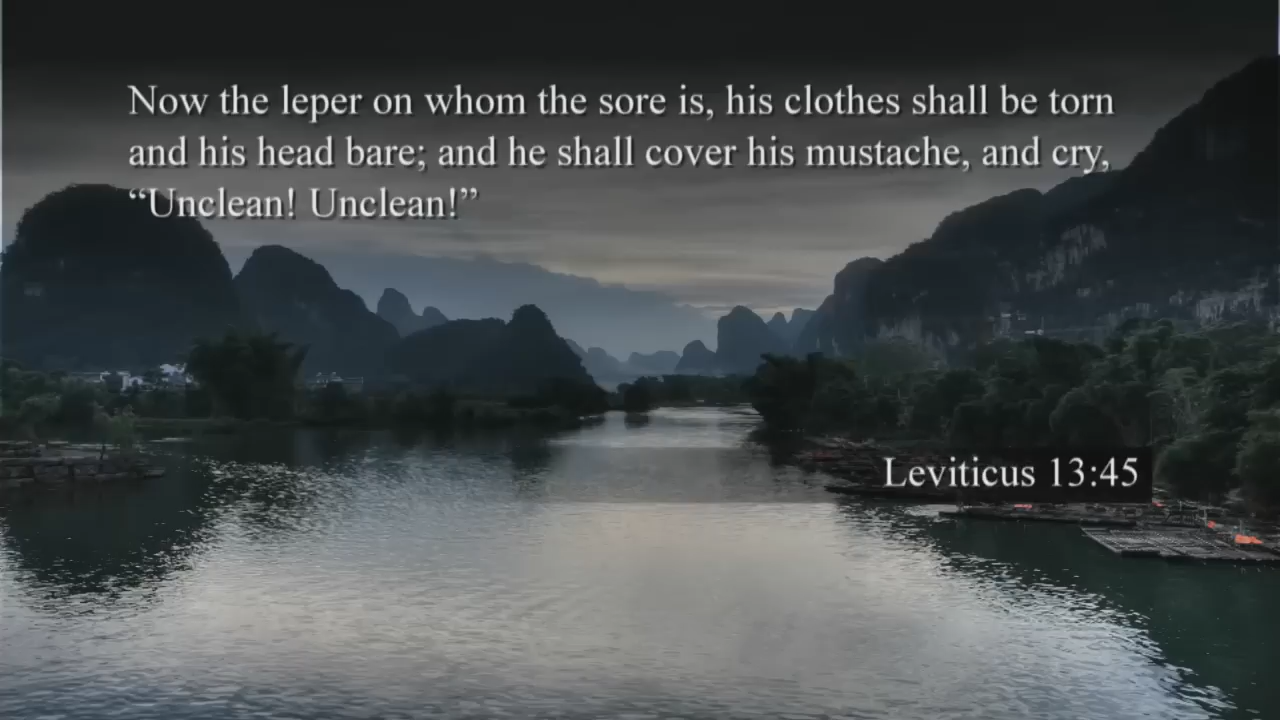 Now the leper on whom the sore is, his clothes shall be torn
and his head bare; and he shall cover his mustache, and cry,
“Unclean! Unclean!”
Leviticus 13:45